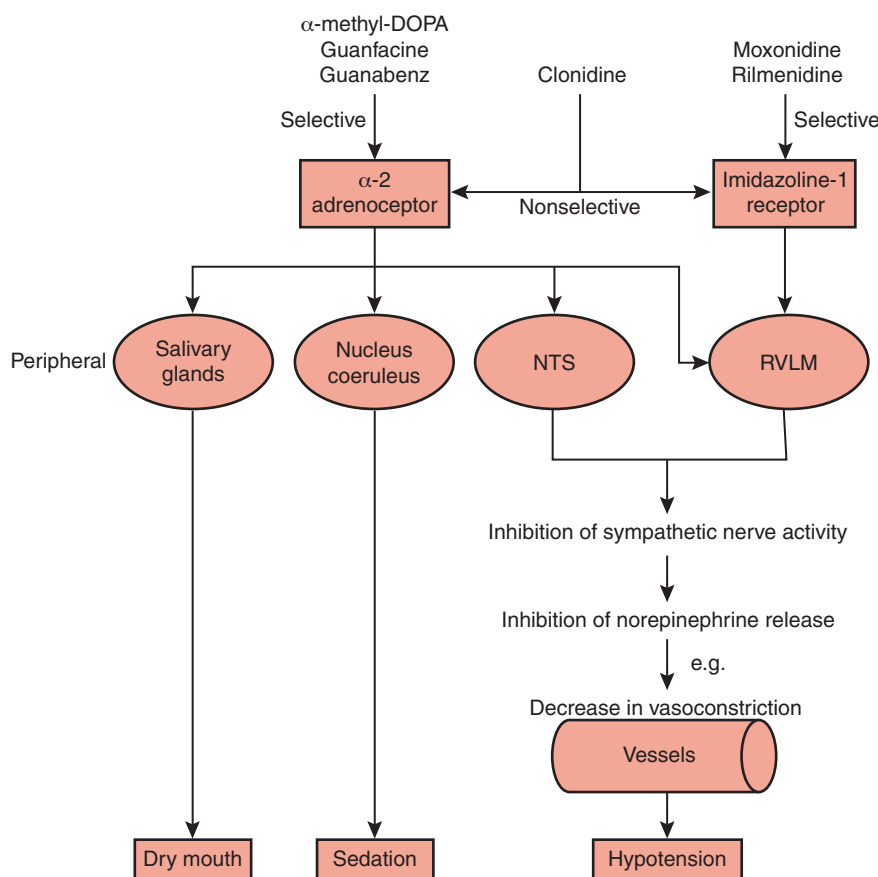 α-methyl-DOPA
Guanfacine
Guanabenz
Clonidine
Moxonidine
Rilmenidine
Selective
Selective
α-2
adrenoceptor
Nonselective
Imidazoline-1
receptor
Peripheral
Salivary
glands
Nucleus
coeruleus
NTS
RVLM
Inhibition of sympathetic nerve activity
Inhibition of norepinephrine release
e.g.
Decrease in vasoconstriction
Vessels
Dry mouth
Sedation
Hypotension